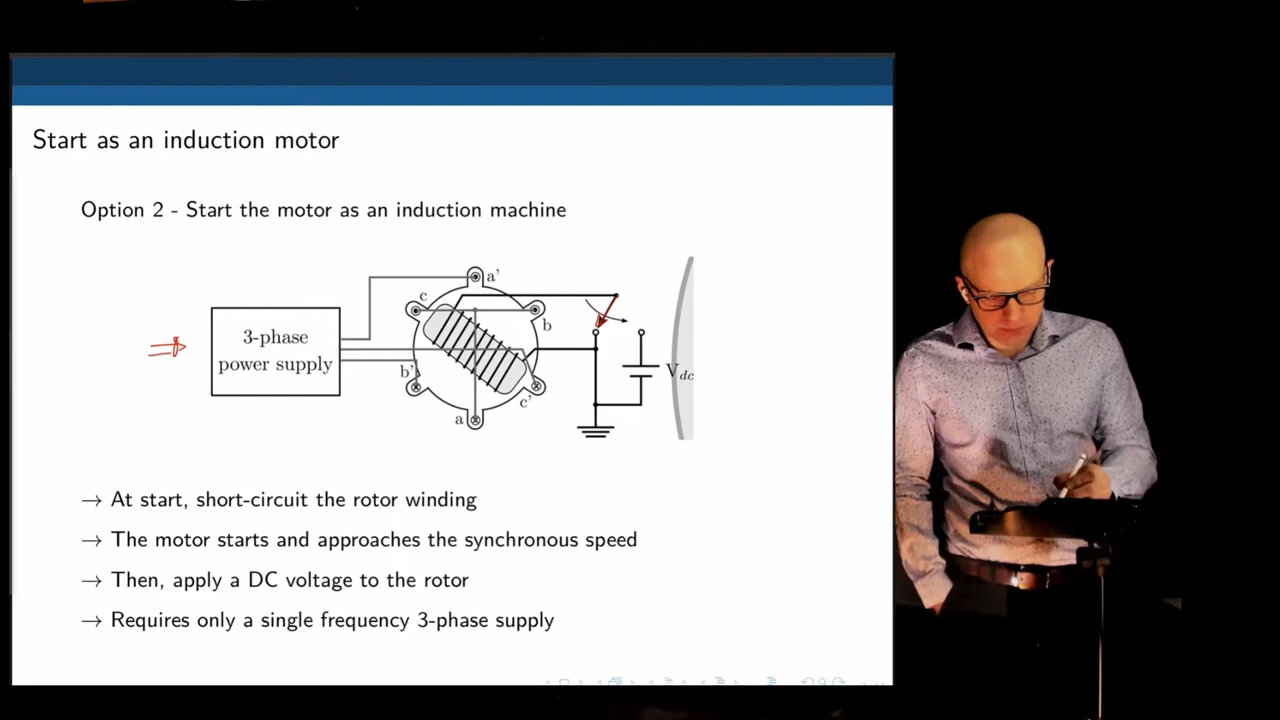 Start as an induction motor
Option 2 - Start the motor as an induction machine
a'
c
b
3-phase
power supply
b'
V_dc
c'
a
→ At start, short-circuit the rotor winding
→ The motor starts and approaches the synchronous speed
→ Then, apply a DC voltage to the rotor
→ Requires only a single frequency 3-phase supply